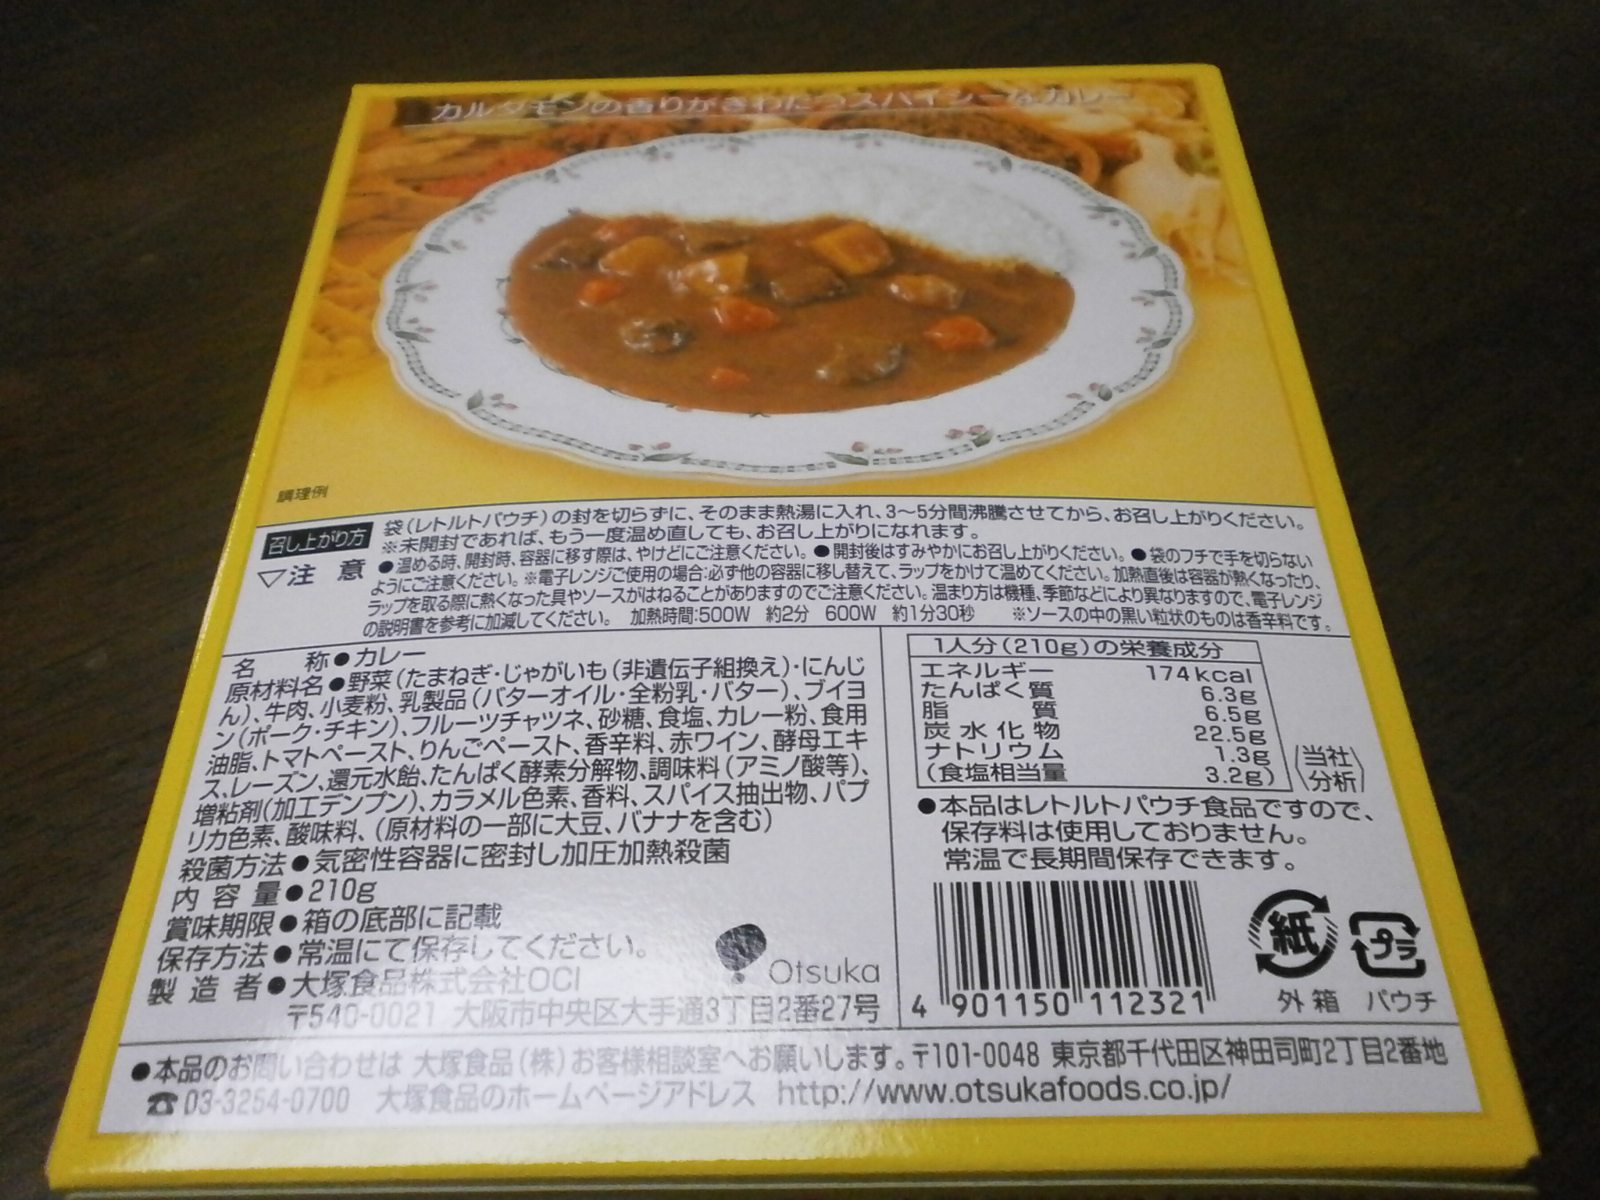 カルダモンの香りがきわだつスパイシーなカレー
調理例
召し上がり方
袋(レトルトパウチ)の封を切らずに、そのまま熱湯に入れ、3〜5分間沸騰させてから、お召し上がりください。
※未開封であれば、もう一度温め直しても、お召し上がりになれます。
▽注 意
●温める時、開封時、容器に移す際は、やけどにご注意ください。●開封後はすみやかにお召し上がりください。●袋のフチで手を切らない
ようにご注意ください。※電子レンジご使用の場合:必ず他の容器に移し替えて、ラップをかけて温めてください。加熱直後は容器が熱くなったり、
ラップを取る際に熱くなった具やソースがはねることがありますのでご注意ください。温まり方は機種、季節などにより異なりますので、電子レンジ
の説明書を参考に加減してください。 加熱時間:500W 約2分 600W 約1分30秒 ※ソースの中の黒い粒状のものは香辛料です。
名 称●カレー
原材料名●野菜(たまねぎ・じゃがいも(非遺伝子組換え)・にんじ
ん)、牛肉、小麦粉、乳製品(バターオイル・全粉乳・バター)、ブイヨ
ン(ポーク・チキン)、フルーツチャツネ、砂糖、食塩、カレー粉、食用
油脂、トマトペースト、りんごペースト、香辛料、赤ワイン、酵母エキ
ス、レーズン、還元水飴、たんぱく酵素分解物、調味料(アミノ酸等)、
増粘剤(加工デンプン)、カラメル色素、香料、スパイス抽出物、パプ
リカ色素、酸味料、(原材料の一部に大豆、バナナを含む)
殺菌方法●気密性容器に密封し加圧加熱殺菌
内 容 量●210g
賞味期限●箱の底部に記載
保存方法●常温にて保存してください。
製 造 者●大塚食品株式会社OCI
〒540-0021 大阪市中央区大手通3丁目2番27号
Otsuka
1人分(210g)の栄養成分
エネルギー 174kcal
たんぱく質 6.3g
脂 質 6.5g
炭水化物 22.5g
ナトリウム 1.3g
(食塩相当量 3.2g)
(当社
分析)
●本品はレトルトパウチ食品ですので、
保存料は使用しておりません。
常温で長期間保存できます。
4 901150 112321
紙
外箱
プラ
パウチ
●本品のお問い合わせは 大塚食品(株)お客様相談室へお願いします。〒101-0048 東京都千代田区神田司町2丁目2番地
☎03-3254-0700 大塚食品のホームページアドレス http://www.otsukafoods.co.jp/